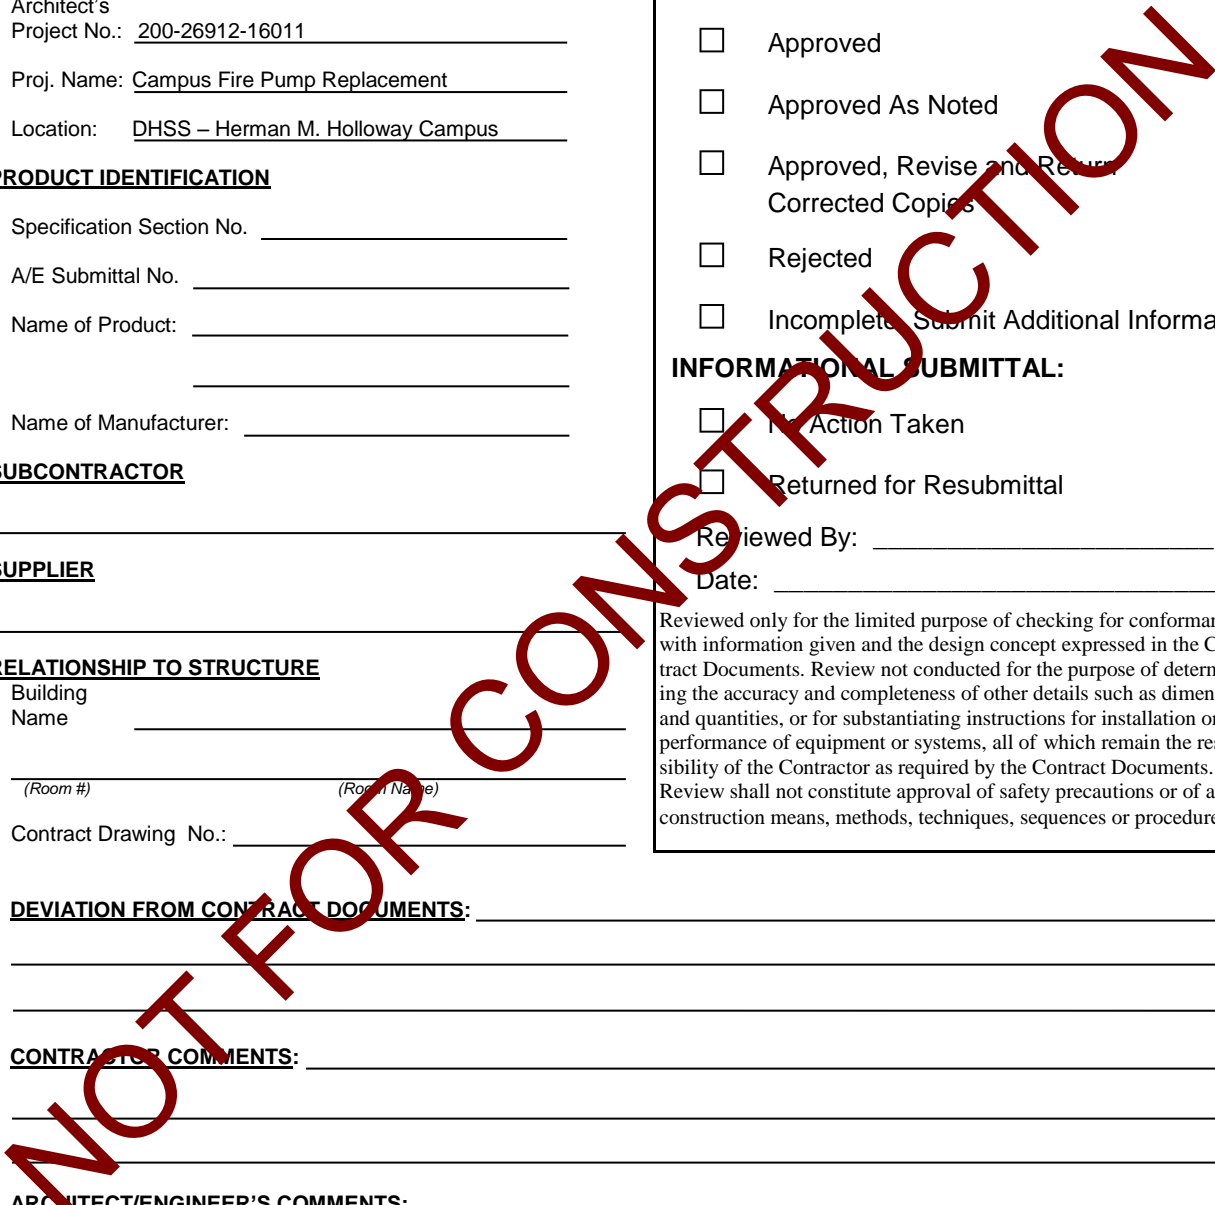 Architect's
Project No.: 200-26912-16011
Proj. Name: Campus Fire Pump Replacement
Location: DHSS – Herman M. Holloway Campus
PRODUCT IDENTIFICATION
Specification Section No.
A/E Submittal No.
Name of Product:
Name of Manufacturer:
SUBCONTRACTOR
SUPPLIER
RELATIONSHIP TO STRUCTURE
Building
Name
(Room #) (Room Name)
Contract Drawing No.:
Approved
Approved As Noted
Approved, Revise and Return
Corrected Copies
Rejected
Incomplete, Submit Additional Informa
INFORMATIONAL SUBMITTAL:
No Action Taken
Returned for Resubmittal
Reviewed By:
Date:
Reviewed only for the limited purpose of checking for conforman
with information given and the design concept expressed in the C
tract Documents. Review not conducted for the purpose of determ
ing the accuracy and completeness of other details such as dimen
and quantities, or for substantiating instructions for installation or
performance of equipment or systems, all of which remain the res
sibility of the Contractor as required by the Contract Documents.
Review shall not constitute approval of safety precautions or of a
construction means, methods, techniques, sequences or procedure
DEVIATION FROM CONTRACT DOCUMENTS:
CONTRACTOR COMMENTS:
ARCHITECT/ENGINEER'S COMMENTS:
NOT FOR CONSTRUCTION